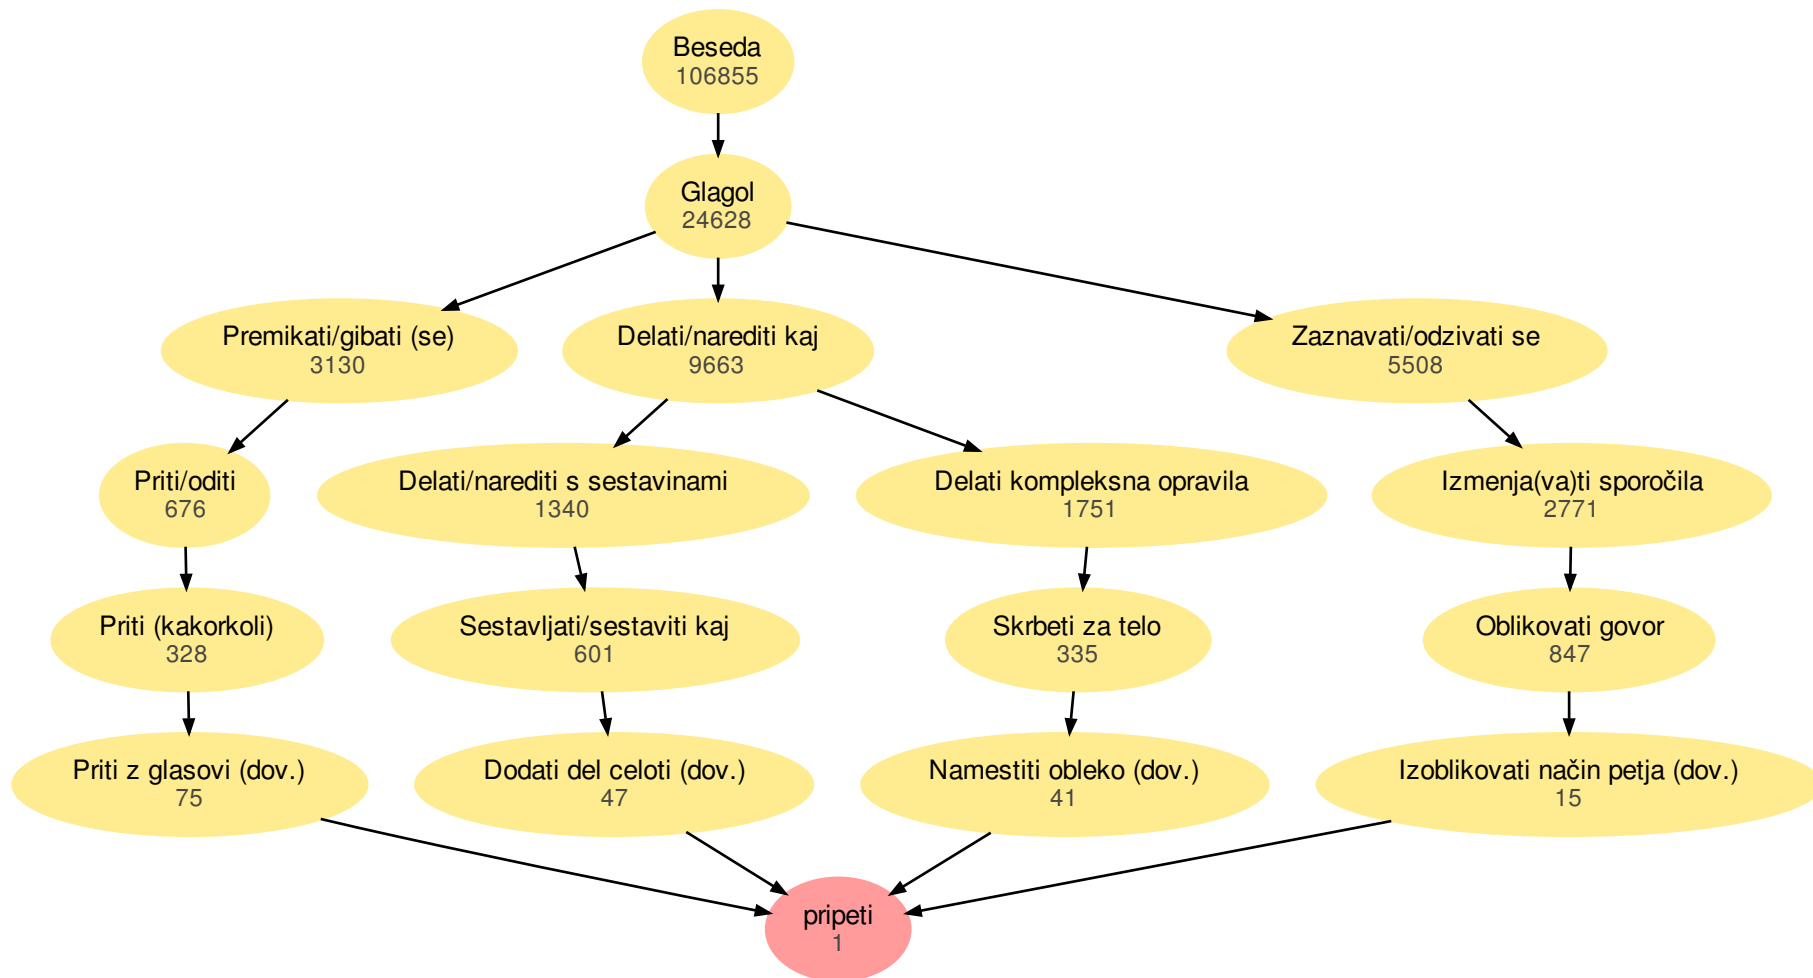 Beseda
106855
Glagol
24628
Premikati/gibati (se)
3130
Delati/narediti kaj
9663
Zaznavati/odzivati se
5508
Priti/oditi
676
Delati/narediti s sestavinami
1340
Delati kompleksna opravila
1751
Izmenja(va)ti sporočila
2771
Priti (kakorkoli)
328
Sestavljati/sestaviti kaj
601
Skrbeti za telo
335
Oblikovati govor
847
Priti z glasovi (dov.)
75
Dodati del celoti (dov.)
47
Namestiti obleko (dov.)
41
Izoblikovati način petja (dov.)
15
pripeti
1